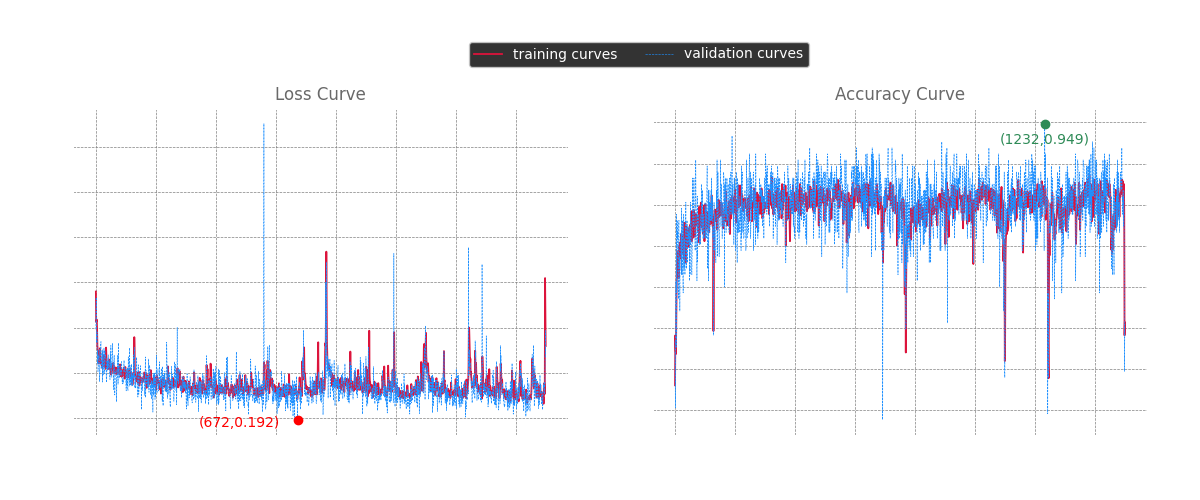 training curves
validation curves
Loss Curve
Accuracy Curve
(1232,0.949)
(672,0.192)